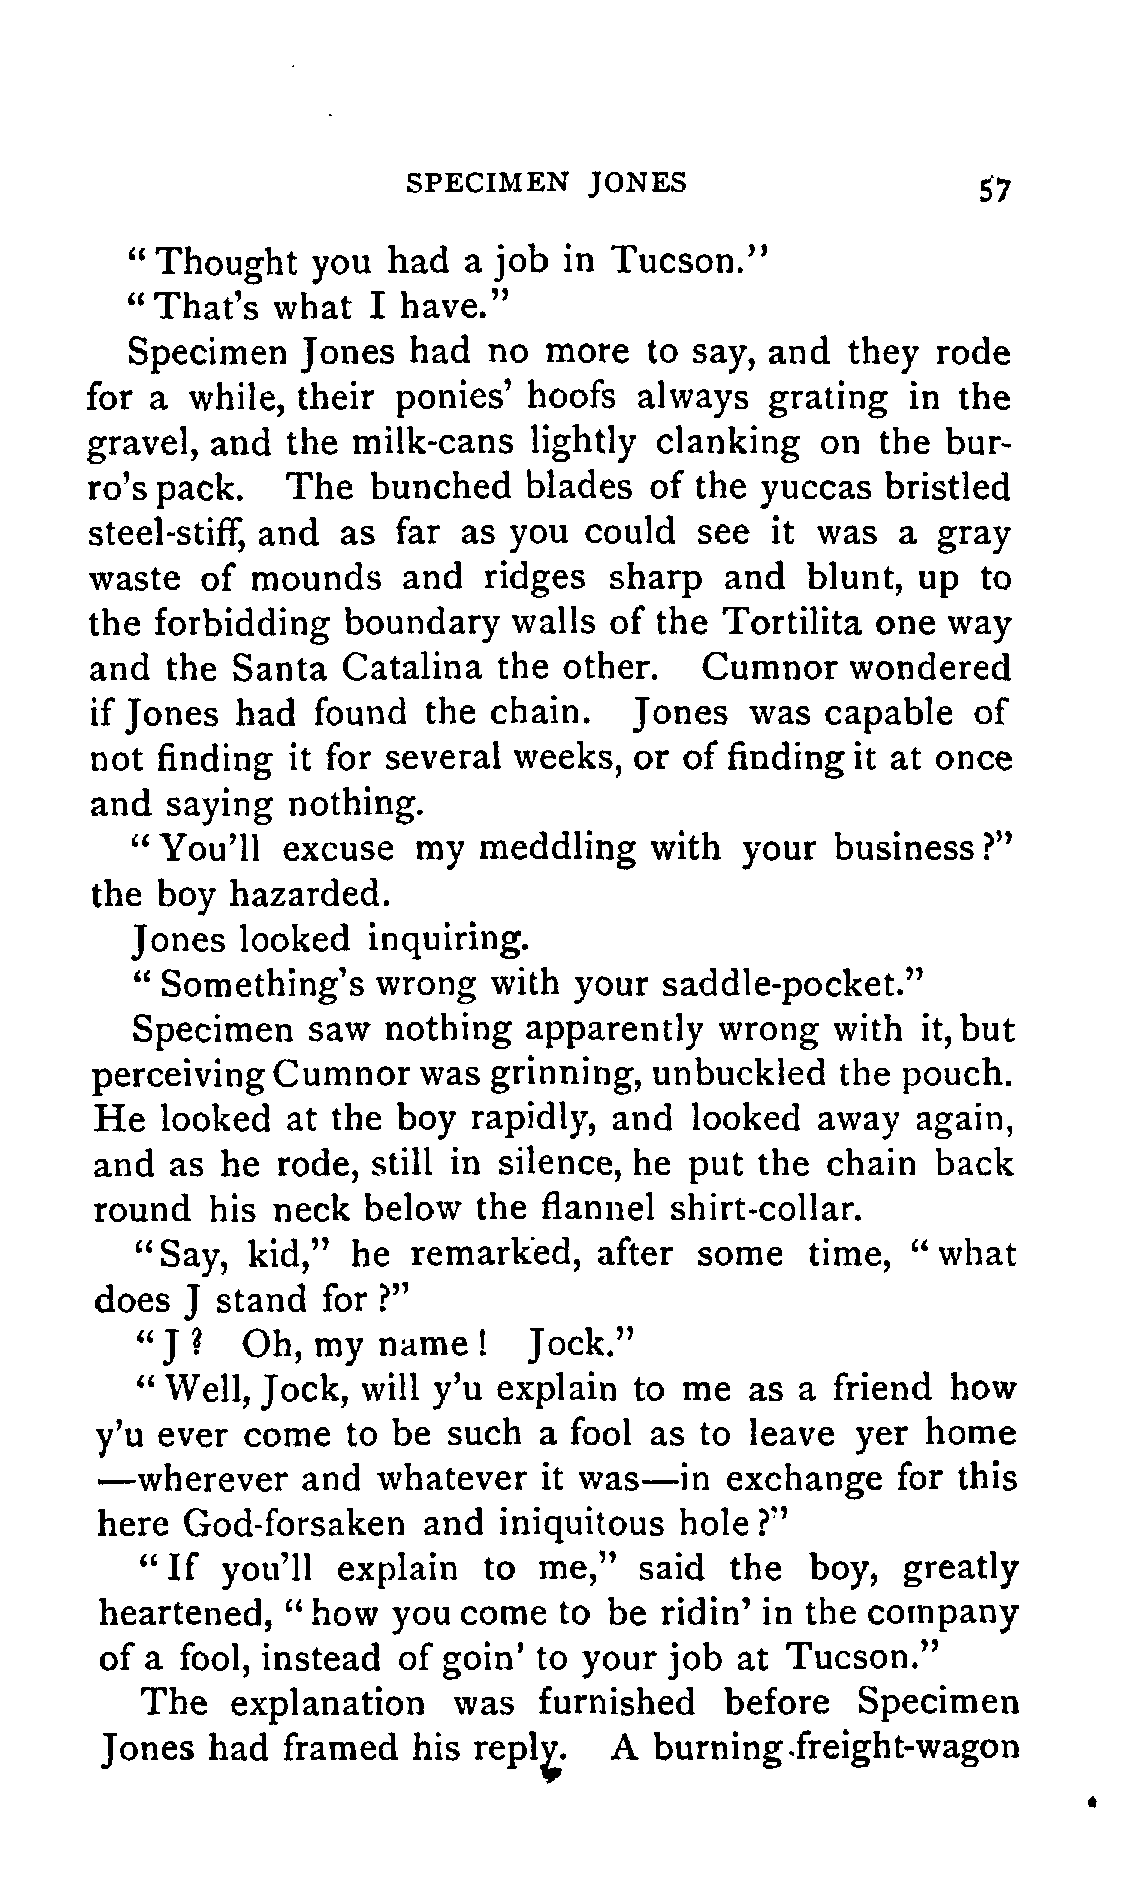 SPECIMEN JONES 57
"Thought you had a job in Tucson."
"That's what I have."
Specimen Jones had no more to say, and they rode
for a while, their ponies' hoofs always grating in the
gravel, and the milk-cans lightly clanking on the bur-
ro's pack. The bunched blades of the yuccas bristled
steel-stiff, and as far as you could see it was a gray
waste of mounds and ridges sharp and blunt, up to
the forbidding boundary walls of the Tortilita one way
and the Santa Catalina the other. Cumnor wondered
if Jones had found the chain. Jones was capable of
not finding it for several weeks, or of finding it at once
and saying nothing.
"You'll excuse my meddling with your business?"
the boy hazarded.
Jones looked inquiring.
"Something's wrong with your saddle-pocket."
Specimen saw nothing apparently wrong with it, but
perceiving Cumnor was grinning, unbuckled the pouch.
He looked at the boy rapidly, and looked away again,
and as he rode, still in silence, he put the chain back
round his neck below the flannel shirt-collar.
"Say, kid," he remarked, after some time, "what
does J stand for?"
"J? Oh, my name! Jock."
"Well, Jock, will y'u explain to me as a friend how
y'u ever come to be such a fool as to leave yer home
—wherever and whatever it was—in exchange for this
here God-forsaken and iniquitous hole?"
"If you'll explain to me," said the boy, greatly
heartened, "how you come to be ridin' in the company
of a fool, instead of goin' to your job at Tucson."
The explanation was furnished before Specimen
Jones had framed his reply. A burning freight-wagon